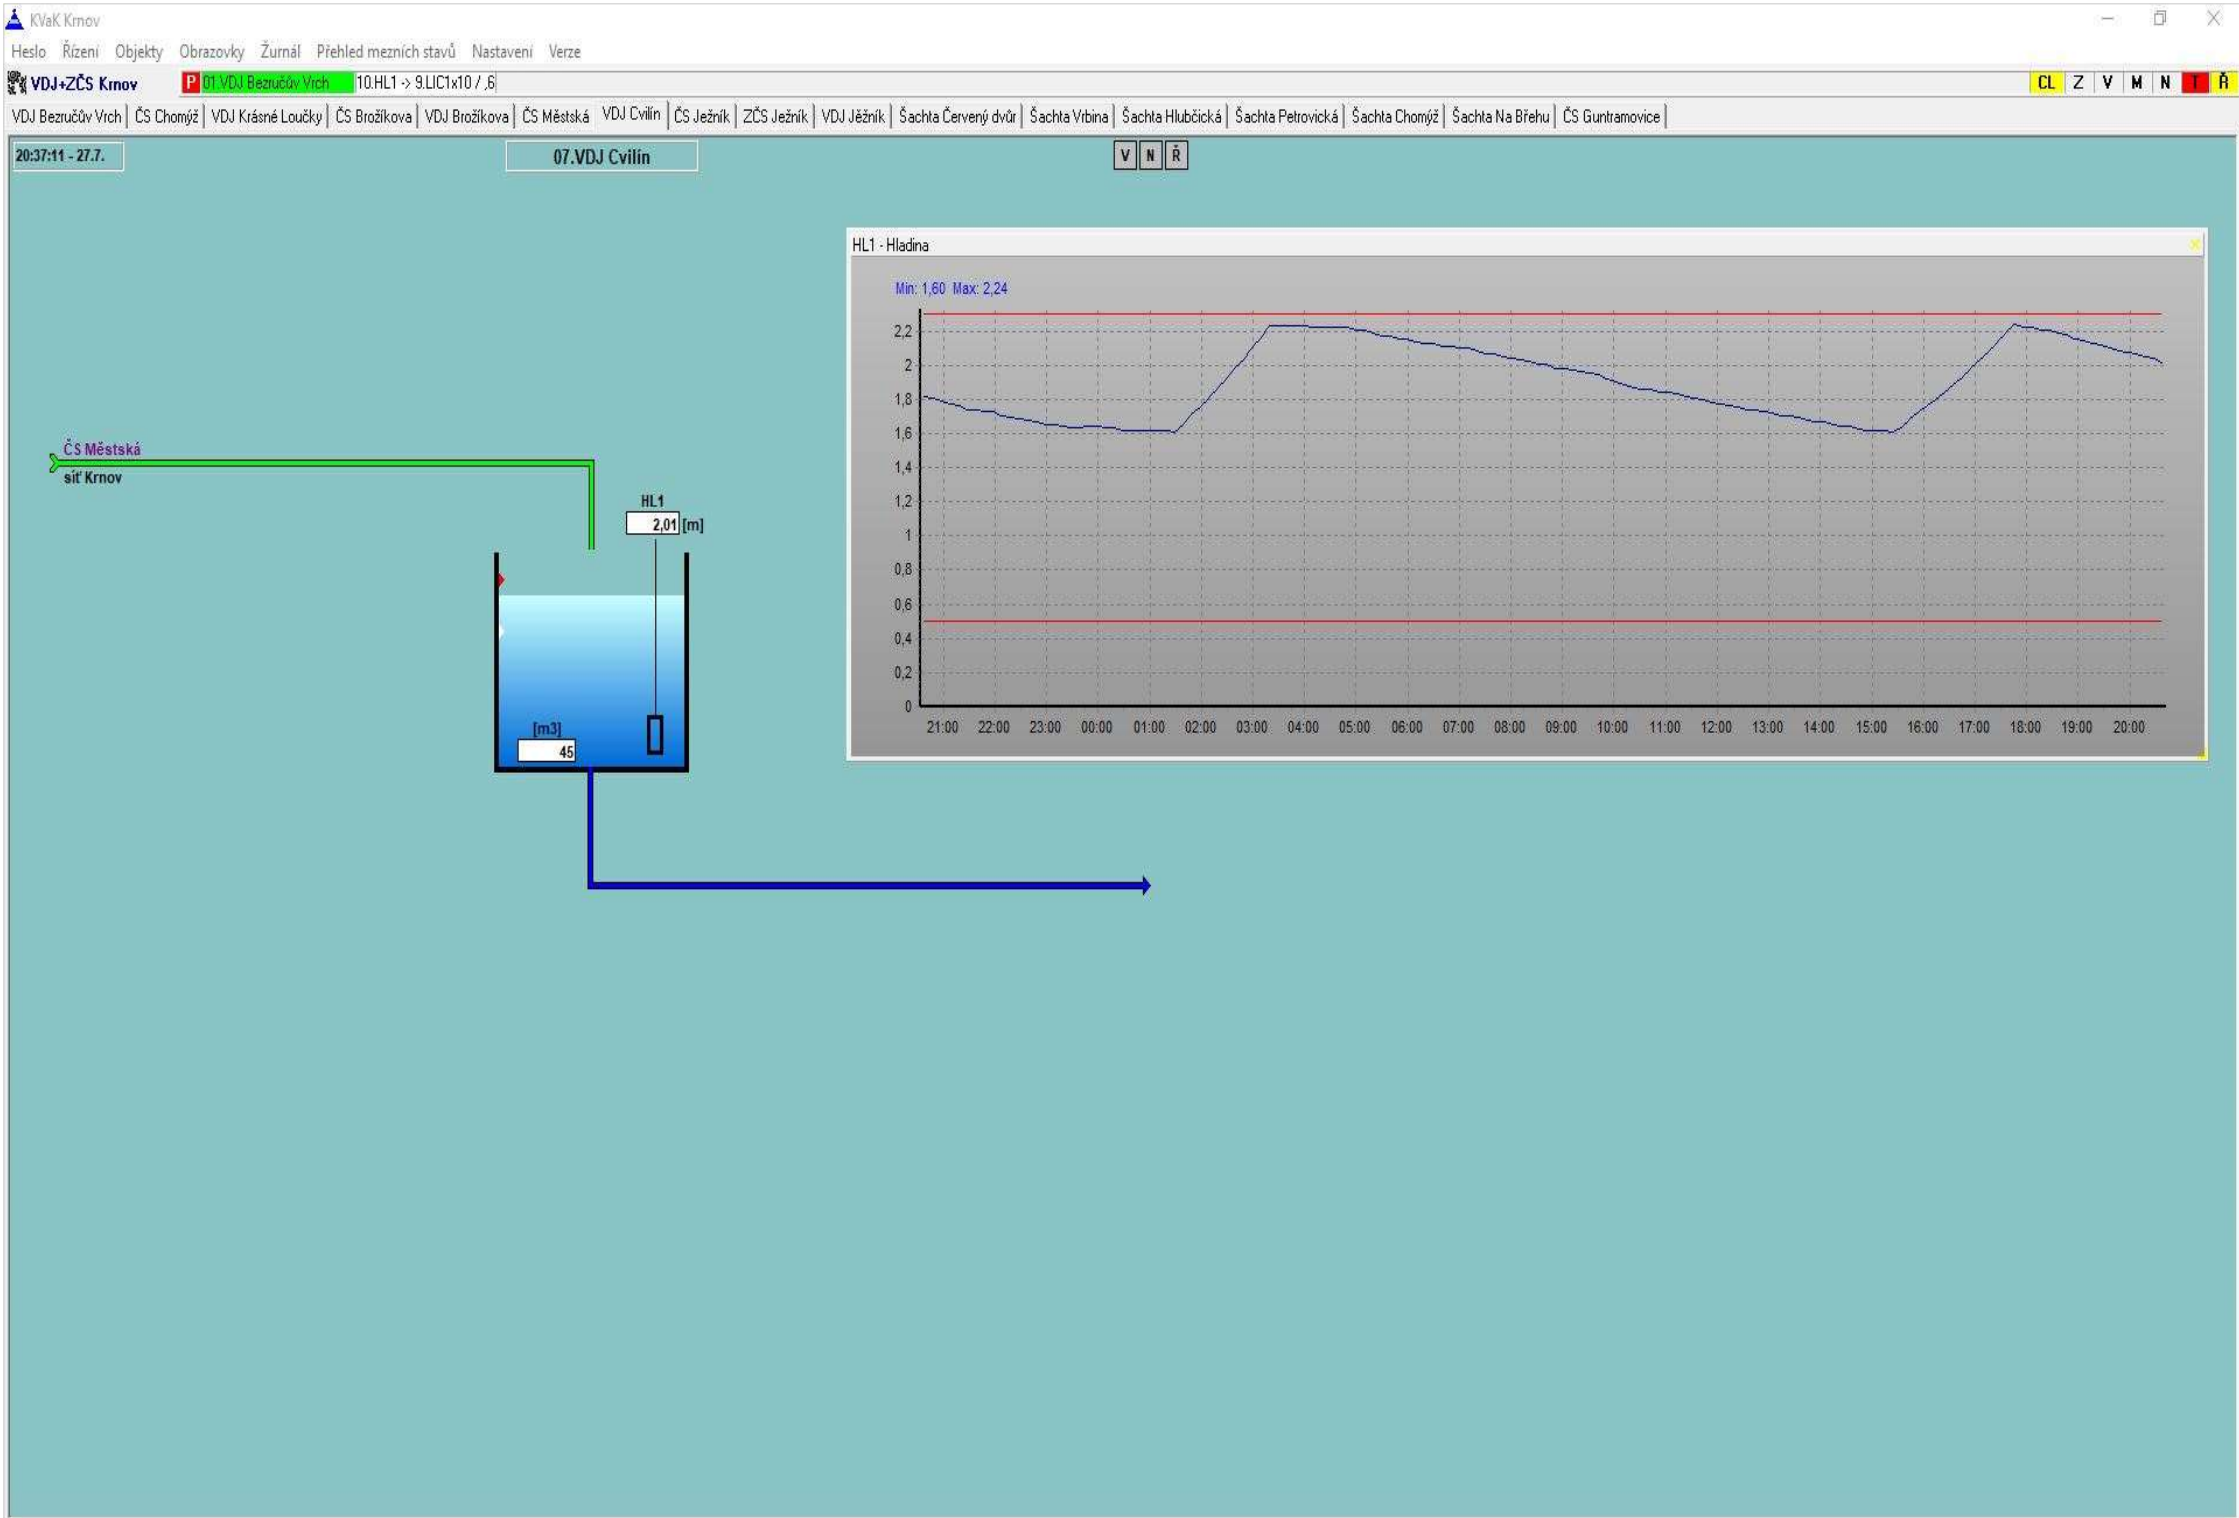 KVaK Krnov
Heslo Řízení Objekty Obrazovky Žurnál Přehled mezních stavů Nastavení Verze
VDJ+ZČS Krnov P 01.VDJ Bezručův Vrch 10.HL1 -> 9.LIC1x10 / ,6 CL Z V M N T Ř
VDJ Bezručův Vrch ČS Chomýž VDJ Krásné Loučky ČS Brožíkova VDJ Brožíkova ČS Městská VDJ Cvilín ČS Ježník ZČS Ježník VDJ Jěžník Šachta Červený dvůr Šachta Vrbina Šachta Hlubčická Šachta Petrovická Šachta Chomýž Šachta Na Břehu ČS Guntramovice
20:37:11 - 27.7. 07.VDJ Cvilín V N Ř
HL1 - Hladina
Min: 1,60 Max: 2,24
2,2
2
1,8
1,6
1,4
1,2
1
0,8
0,6
0,4
0,2
0
21:00 22:00 23:00 00:00 01:00 02:00 03:00 04:00 05:00 06:00 07:00 08:00 09:00 10:00 11:00 12:00 13:00 14:00 15:00 16:00 17:00 18:00 19:00 20:00
ČS Městská
síť Krnov
HL1
2,01 [m]
[m3]
45